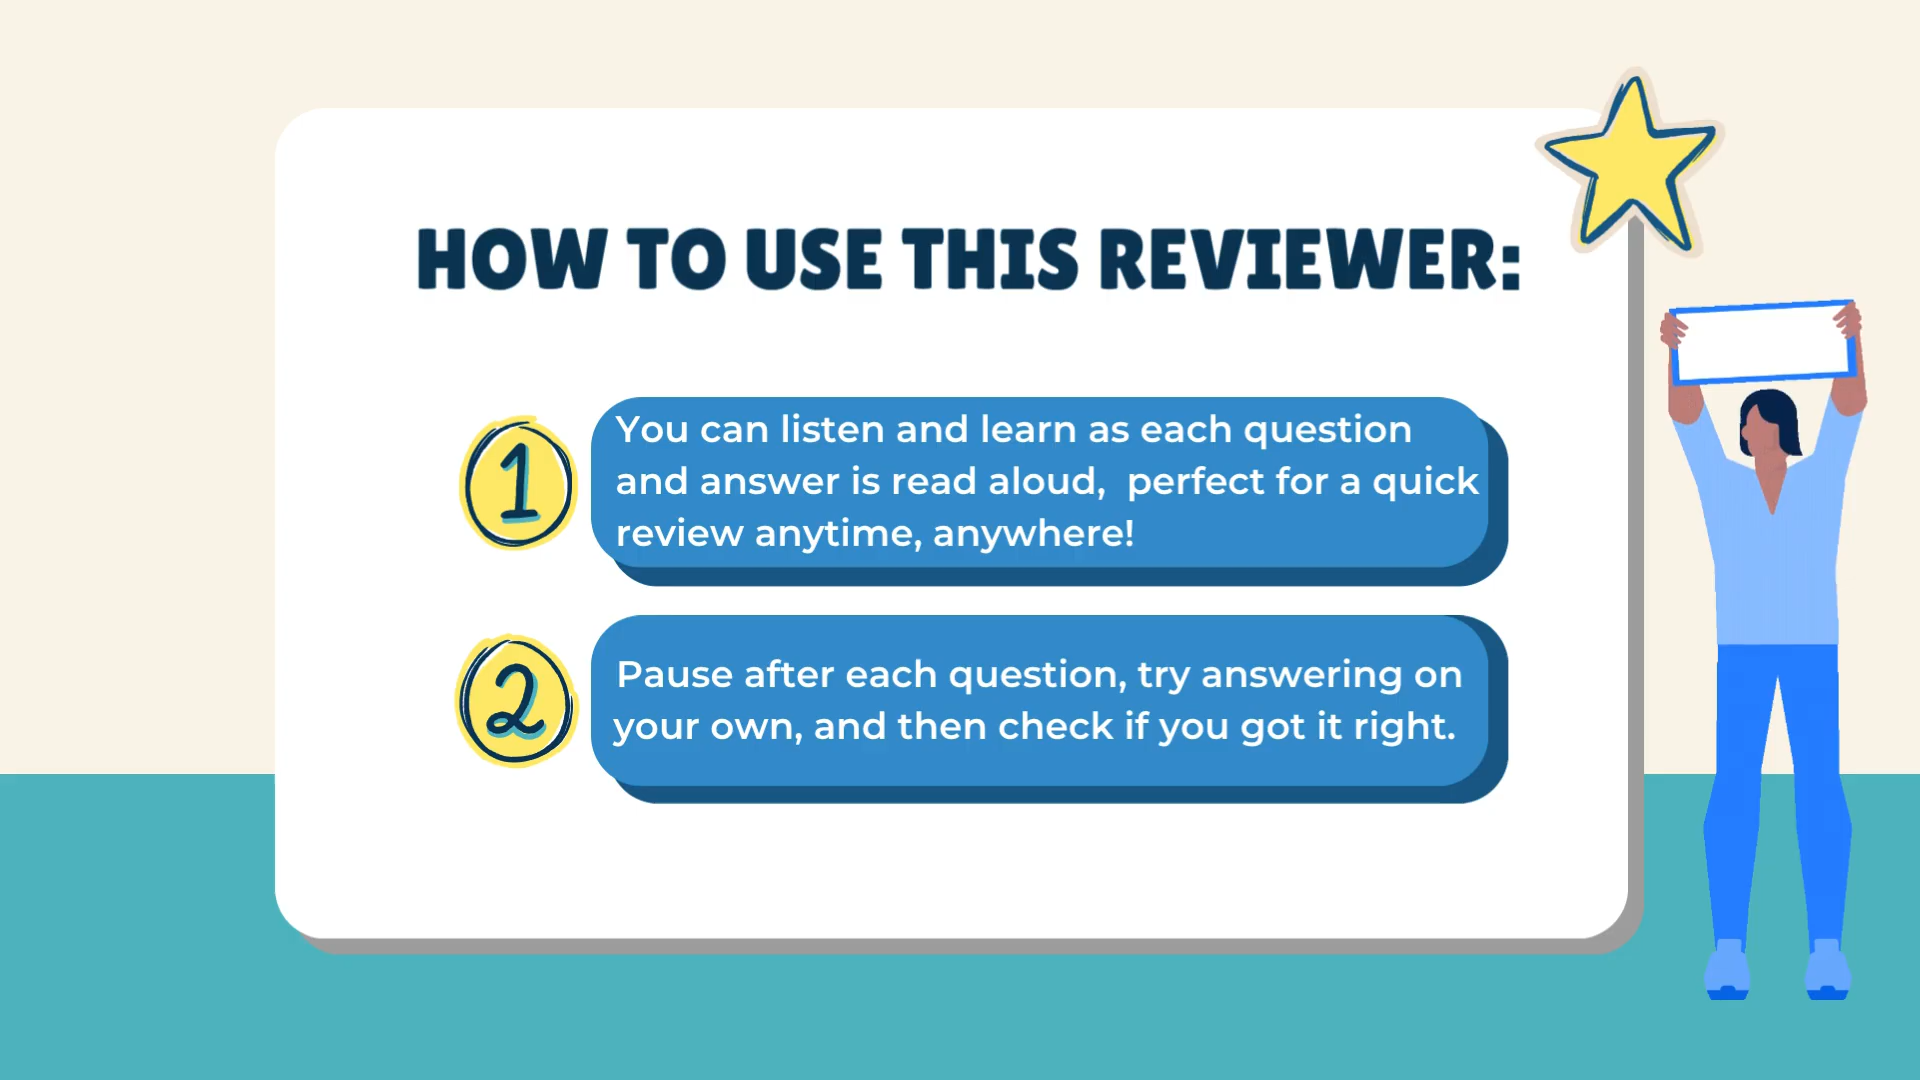 HOW TO USE THIS REVIEWER:
1
You can listen and learn as each question
and answer is read aloud,  perfect for a quick
review anytime, anywhere!
2
Pause after each question, try answering on
your own, and then check if you got it right.